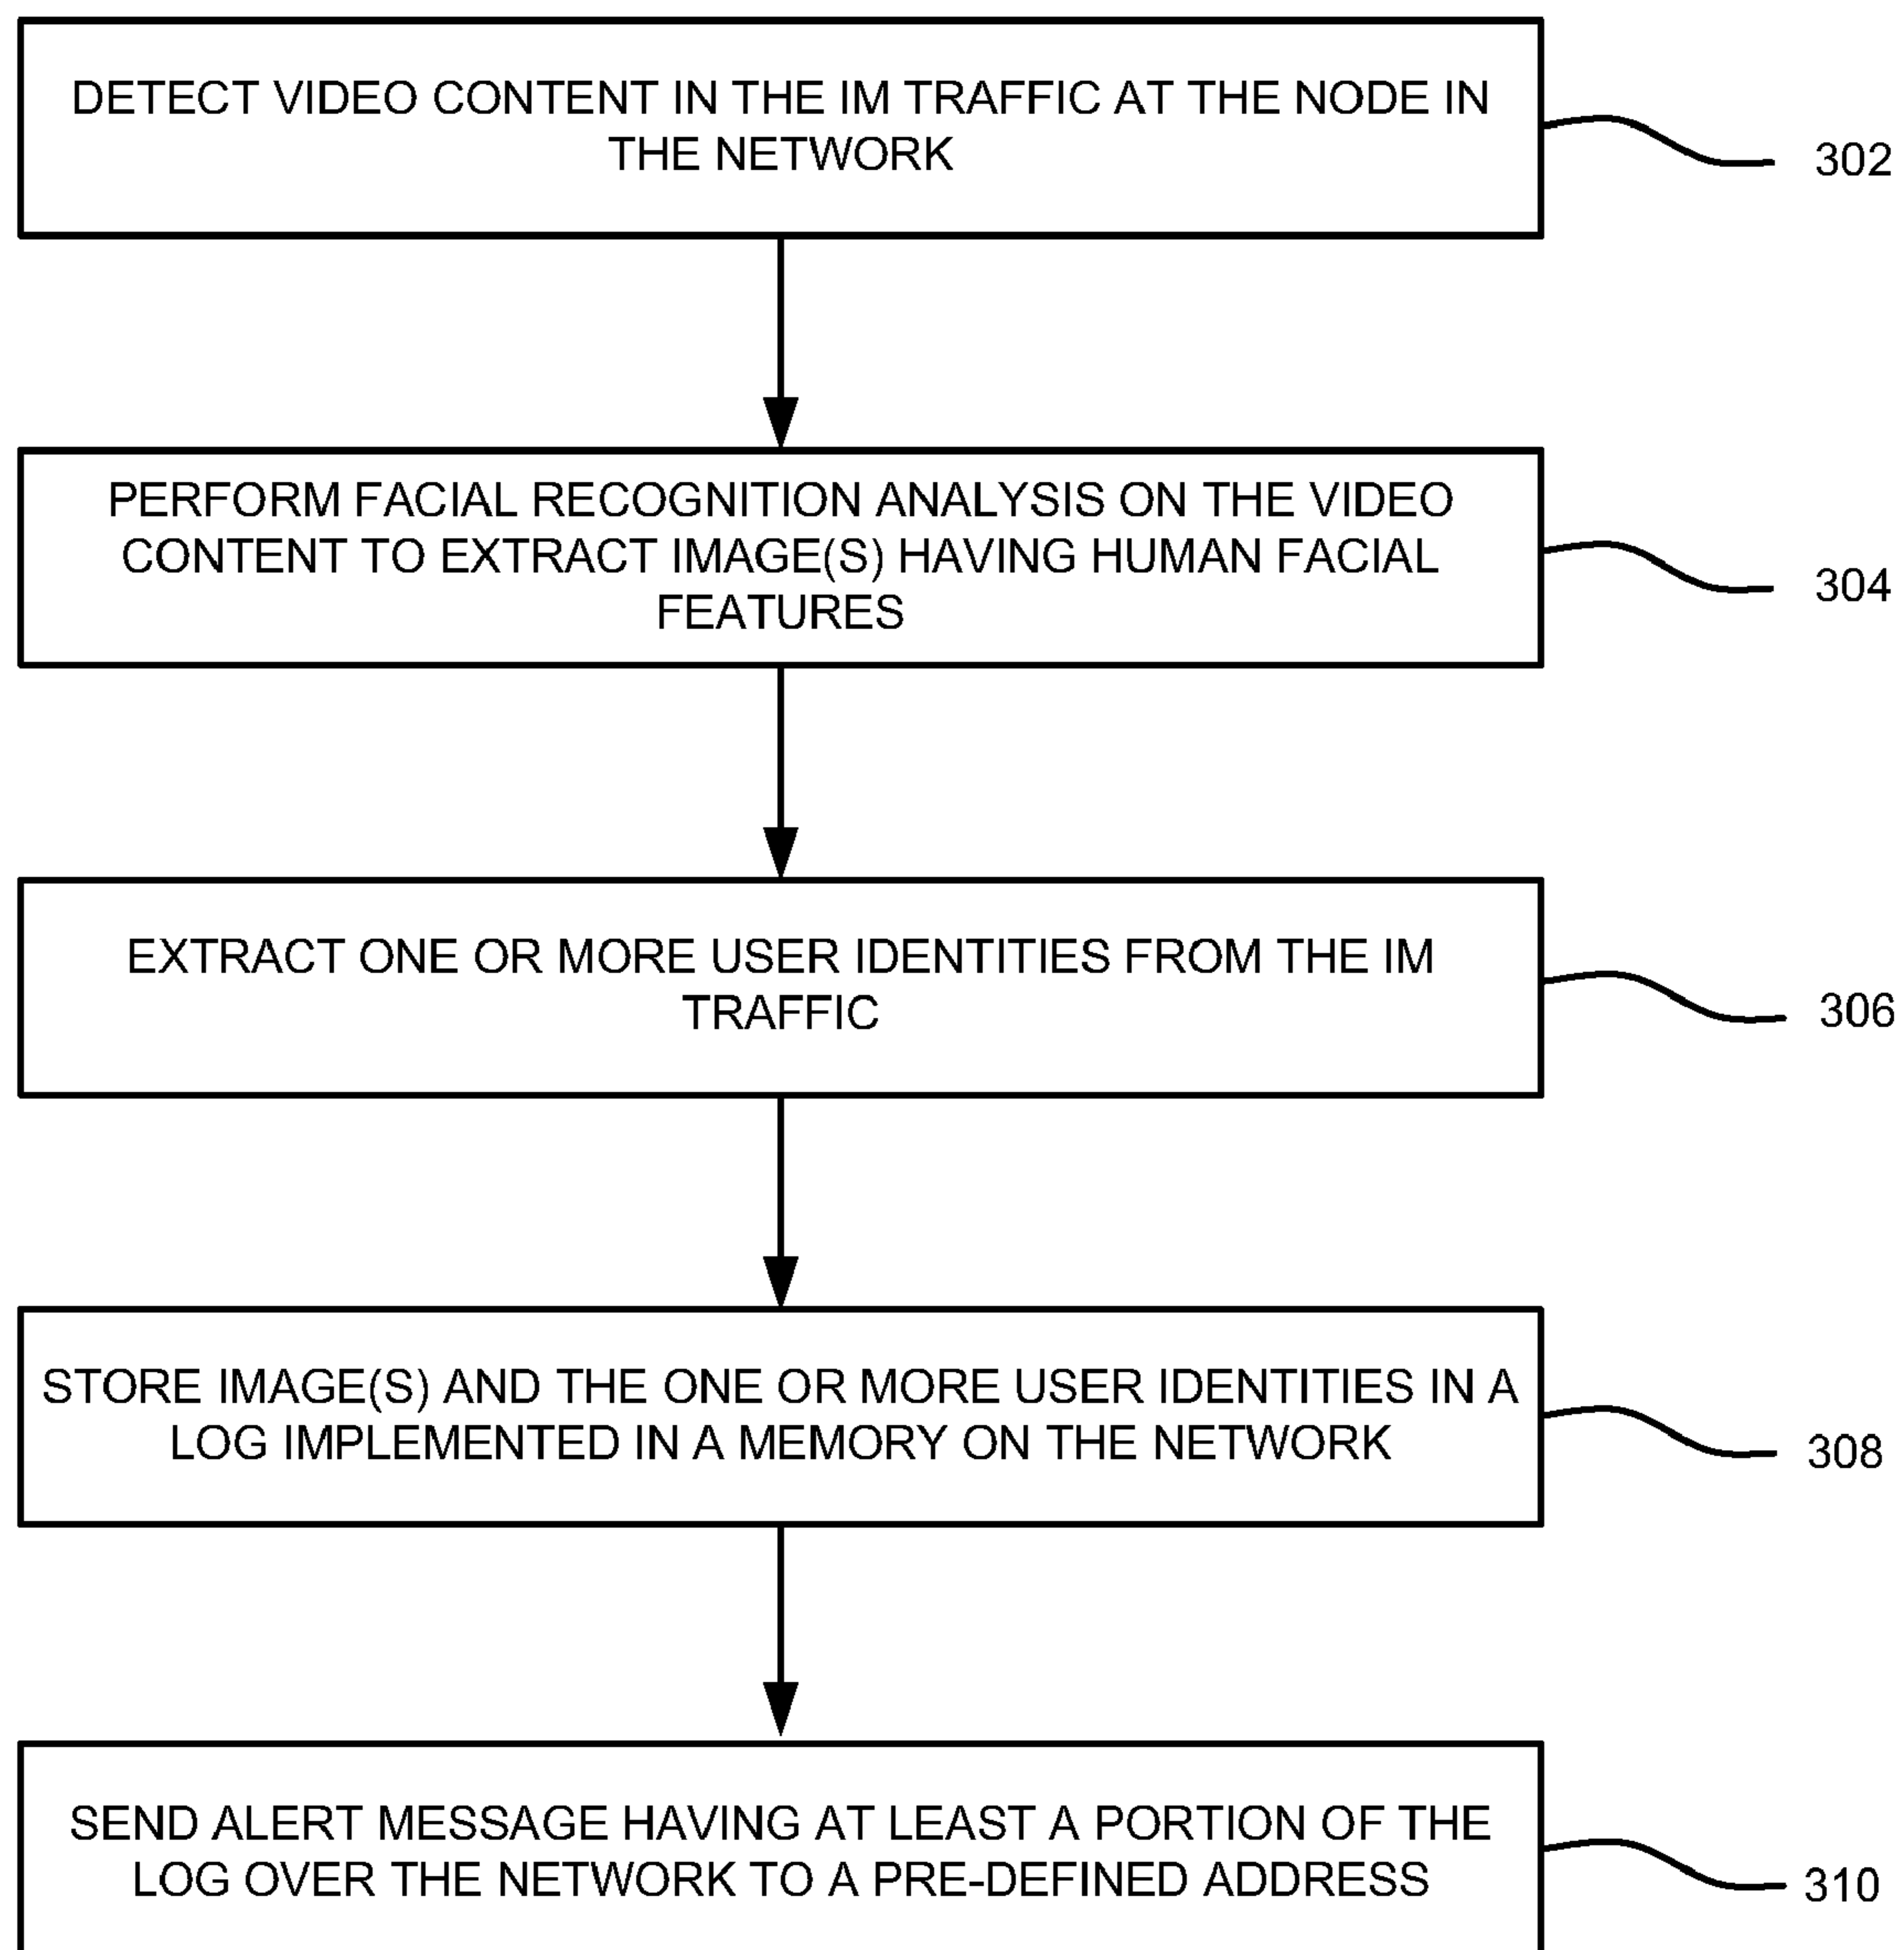 DETECT VIDEO CONTENT IN THE IM TRAFFIC AT THE NODE IN
THE NETWORK
302
PERFORM FACIAL RECOGNITION ANALYSIS ON THE VIDEO
CONTENT TO EXTRACT IMAGE(S) HAVING HUMAN FACIAL
FEATURES
304
EXTRACT ONE OR MORE USER IDENTITIES FROM THE IM
TRAFFIC
306
STORE IMAGE(S) AND THE ONE OR MORE USER IDENTITIES IN A
LOG IMPLEMENTED IN A MEMORY ON THE NETWORK
308
SEND ALERT MESSAGE HAVING AT LEAST A PORTION OF THE
LOG OVER THE NETWORK TO A PRE-DEFINED ADDRESS
310